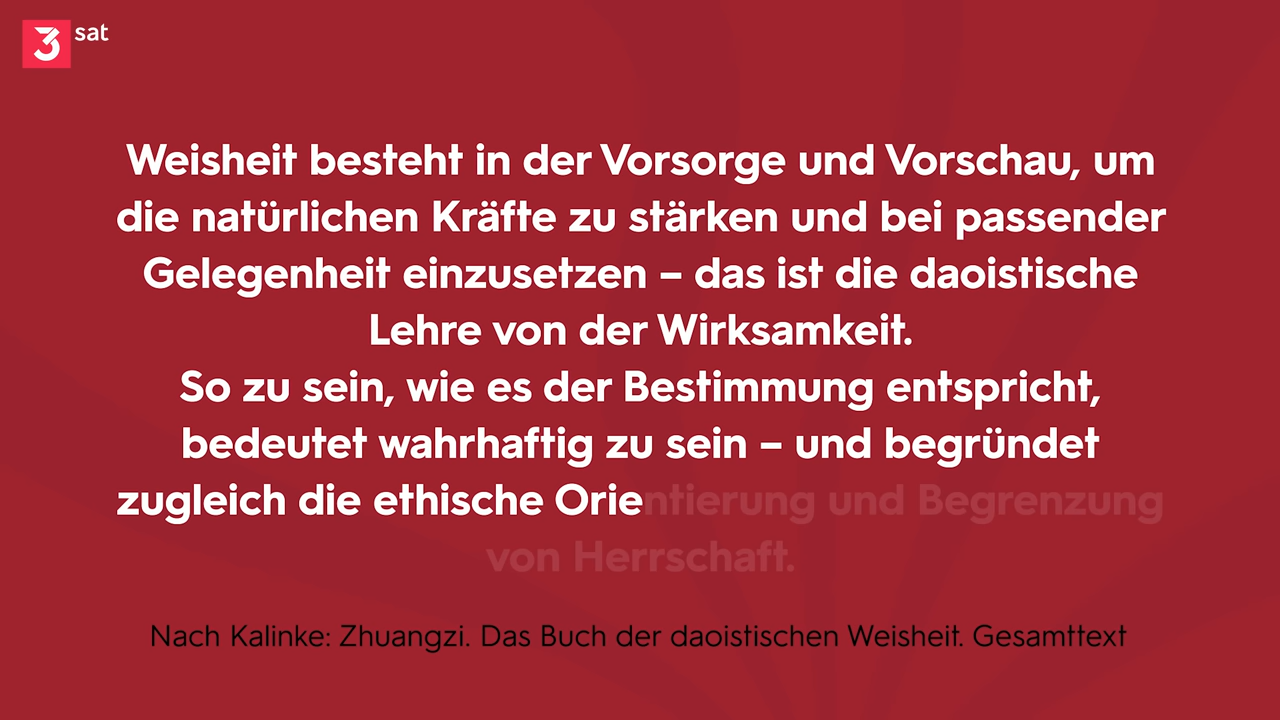 3sat
Weisheit besteht in der Vorsorge und Vorschau, um
die natürlichen Kräfte zu stärken und bei passender
Gelegenheit einzusetzen – das ist die daoistische
Lehre von der Wirksamkeit.
So zu sein, wie es der Bestimmung entspricht,
bedeutet wahrhaftig zu sein – und begründet
zugleich die ethische Orientierung und Begrenzung
von Herrschaft.
Nach Kalinke: Zhuangzi. Das Buch der daoistischen Weisheit. Gesamttext